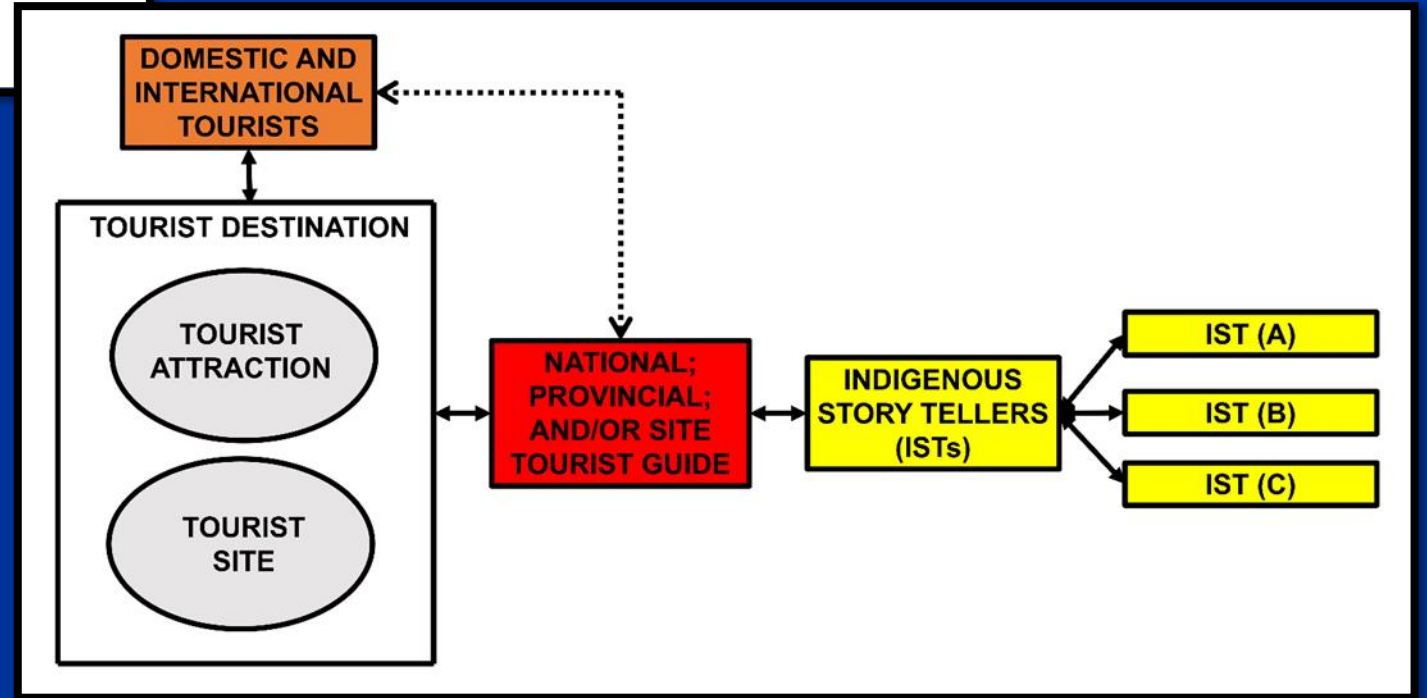 DOMESTIC AND
INTERNATIONAL
TOURISTS
TOURIST DESTINATION
TOURIST
ATTRACTION
TOURIST
SITE
NATIONAL;
PROVINCIAL;
AND/OR SITE
TOURIST GUIDE
INDIGENOUS
STORY TELLERS
(ISTs)
IST (A)
IST (B)
IST (C)